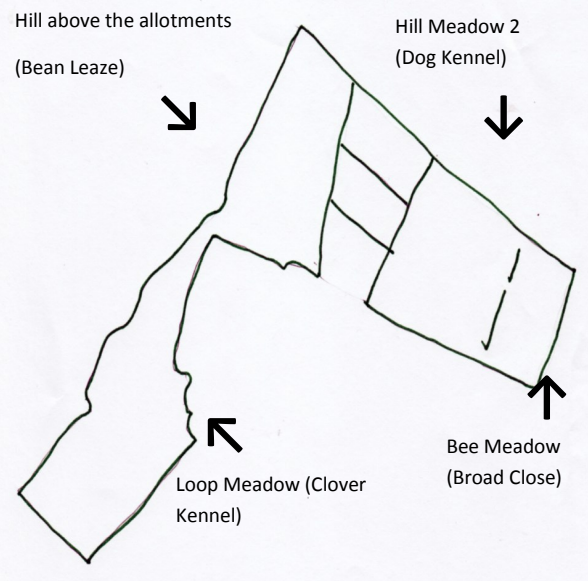 Hill above the allotments
(Bean Leaze)
Hill Meadow 2
(Dog Kennel)
Bee Meadow
(Broad Close)
Loop Meadow (Clover
Kennel)